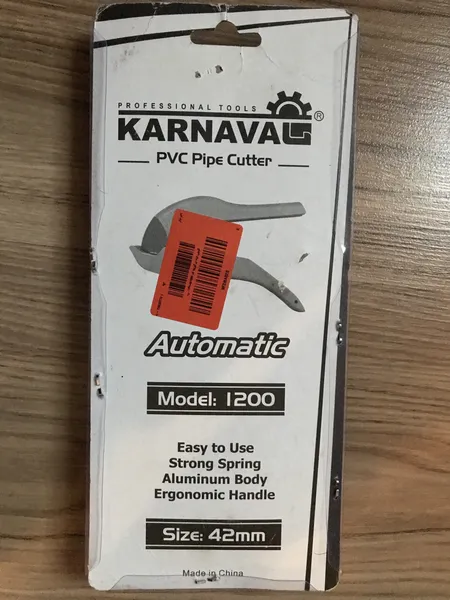 PROFESSIONAL TOOLS
KARNAVAL®
PVC Pipe Cutter
Automatic
Model: 1200
Easy to Use
Strong Spring
Aluminum Body
Ergonomic Handle
Size: 42mm
Made in China